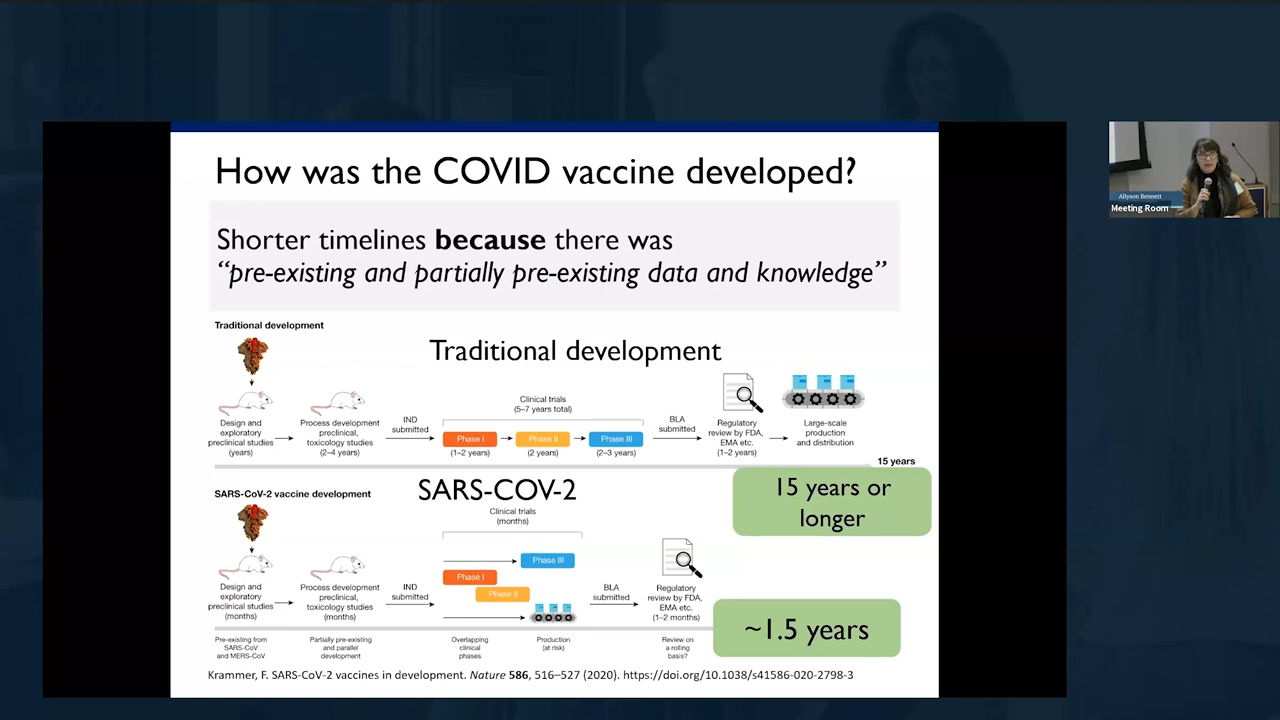 How was the COVID vaccine developed?
Shorter timelines because there was
“pre-existing and partially pre-existing data and knowledge”
Traditional development
Traditional development
Design and
exploratory
preclinical studies
(years)
Process development
preclinical,
toxicology studies
(2–4 years)
IND
submitted
Clinical trials
(5–7 years total)
Phase I
(1–2 years)
Phase II
(2 years)
Phase III
(2–3 years)
BLA
submitted
Regulatory
review by FDA,
EMA etc.
(1–2 years)
Large-scale
production
and distribution
15 years
15 years or
longer
SARS-CoV-2 vaccine development
SARS-COV-2
Design and
exploratory
preclinical studies
(months)
Process development
preclinical,
toxicology studies
(months)
IND
submitted
Clinical trials
(months)
Phase III
Phase I
Phase II
BLA
submitted
Regulatory
review by FDA,
EMA etc.
(1–2 months)
~1.5 years
Pre-existing from
SARS-CoV
and MERS-CoV
Partially pre-existing
and parallel
development
Overlapping
clinical
phases
Production
(at risk)
Review on
a rolling
basis?
Krammer, F. SARS-CoV-2 vaccines in development. Nature 586, 516–527 (2020). https://doi.org/10.1038/s41586-020-2798-3
Allyson Bennett
Meeting Room